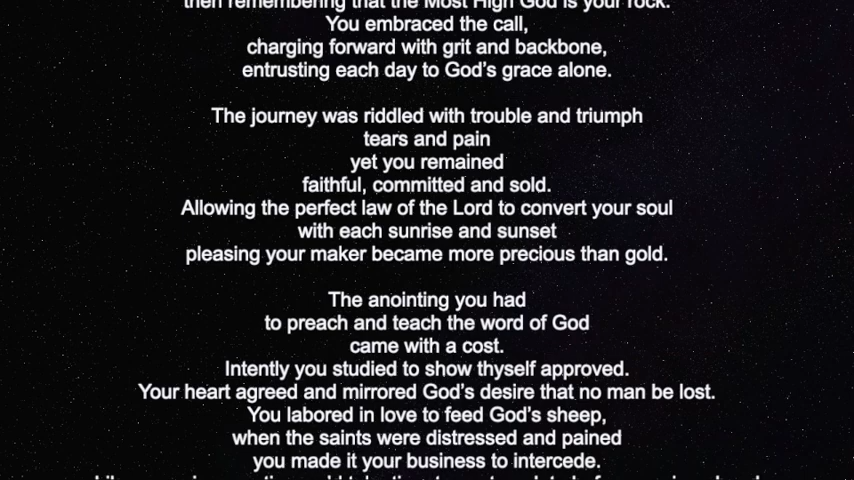 then remembering that the Most High God is your rock.
You embraced the call,
charging forward with grit and backbone,
entrusting each day to God's grace alone.
The journey was riddled with trouble and triumph
tears and pain
yet you remained
faithful, committed and sold.
Allowing the perfect law of the Lord to convert your soul
with each sunrise and sunset
pleasing your maker became more precious than gold.
The anointing you had
to preach and teach the word of God
came with a cost.
Intently you studied to show thyself approved.
Your heart agreed and mirrored God's desire that no man be lost.
You labored in love to feed God's sheep,
when the saints were distressed and pained
you made it your business to intercede.